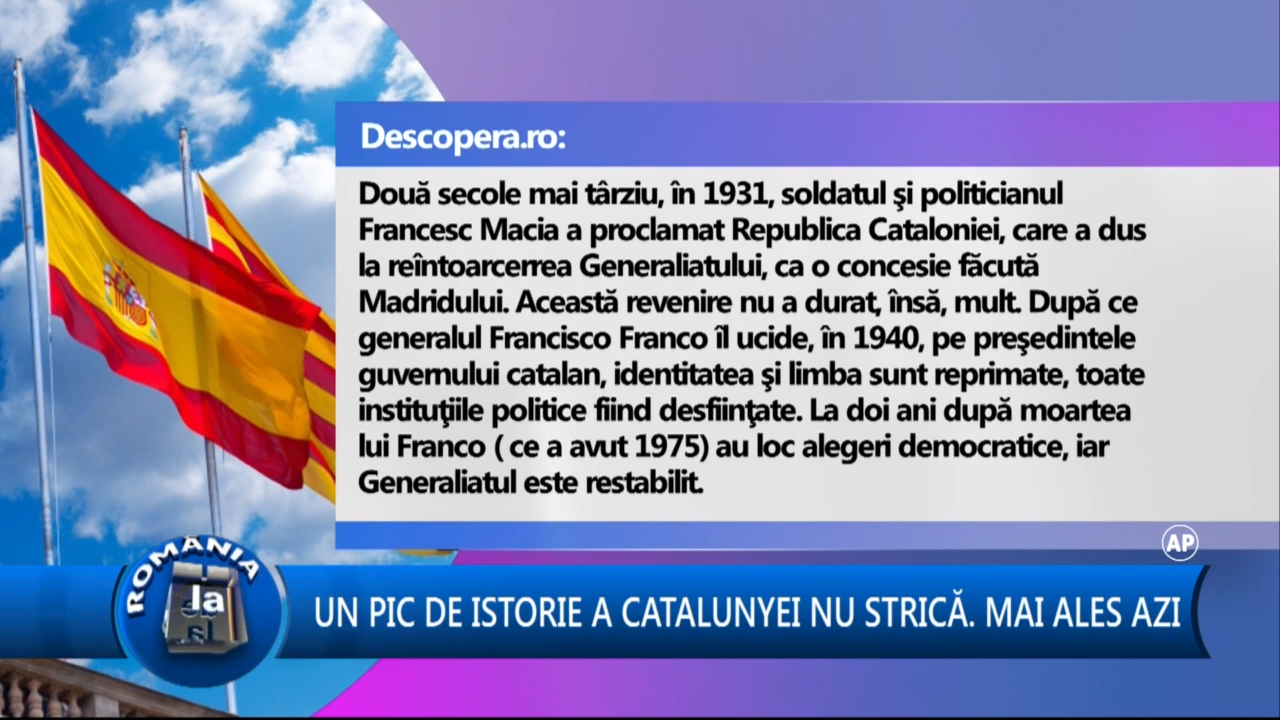 Descopera.ro:
Două secole mai târziu, în 1931, soldatul şi politicianul
Francesc Macia a proclamat Republica Cataloniei, care a dus
la reîntoarcerrea Generaliatului, ca o concesie făcută
Madridului. Această revenire nu a durat, însă, mult. După ce
generalul Francisco Franco îl ucide, în 1940, pe preşedintele
guvernului catalan, identitatea şi limba sunt reprimate, toate
instituţiile politice fiind desfiinţate. La doi ani după moartea
lui Franco ( ce a avut 1975) au loc alegeri democratice, iar
Generaliatul este restabilit.
AP
ROMÂNIA
la
UN PIC DE ISTORIE A CATALUNYEI NU STRICĂ. MAI ALES AZI